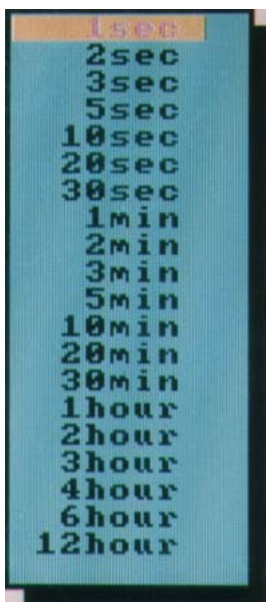 1sec
2sec
3sec
5sec
10sec
20sec
30sec
1min
2min
3min
5min
10min
20min
30min
1hour
2hour
3hour
4hour
6hour
12hour